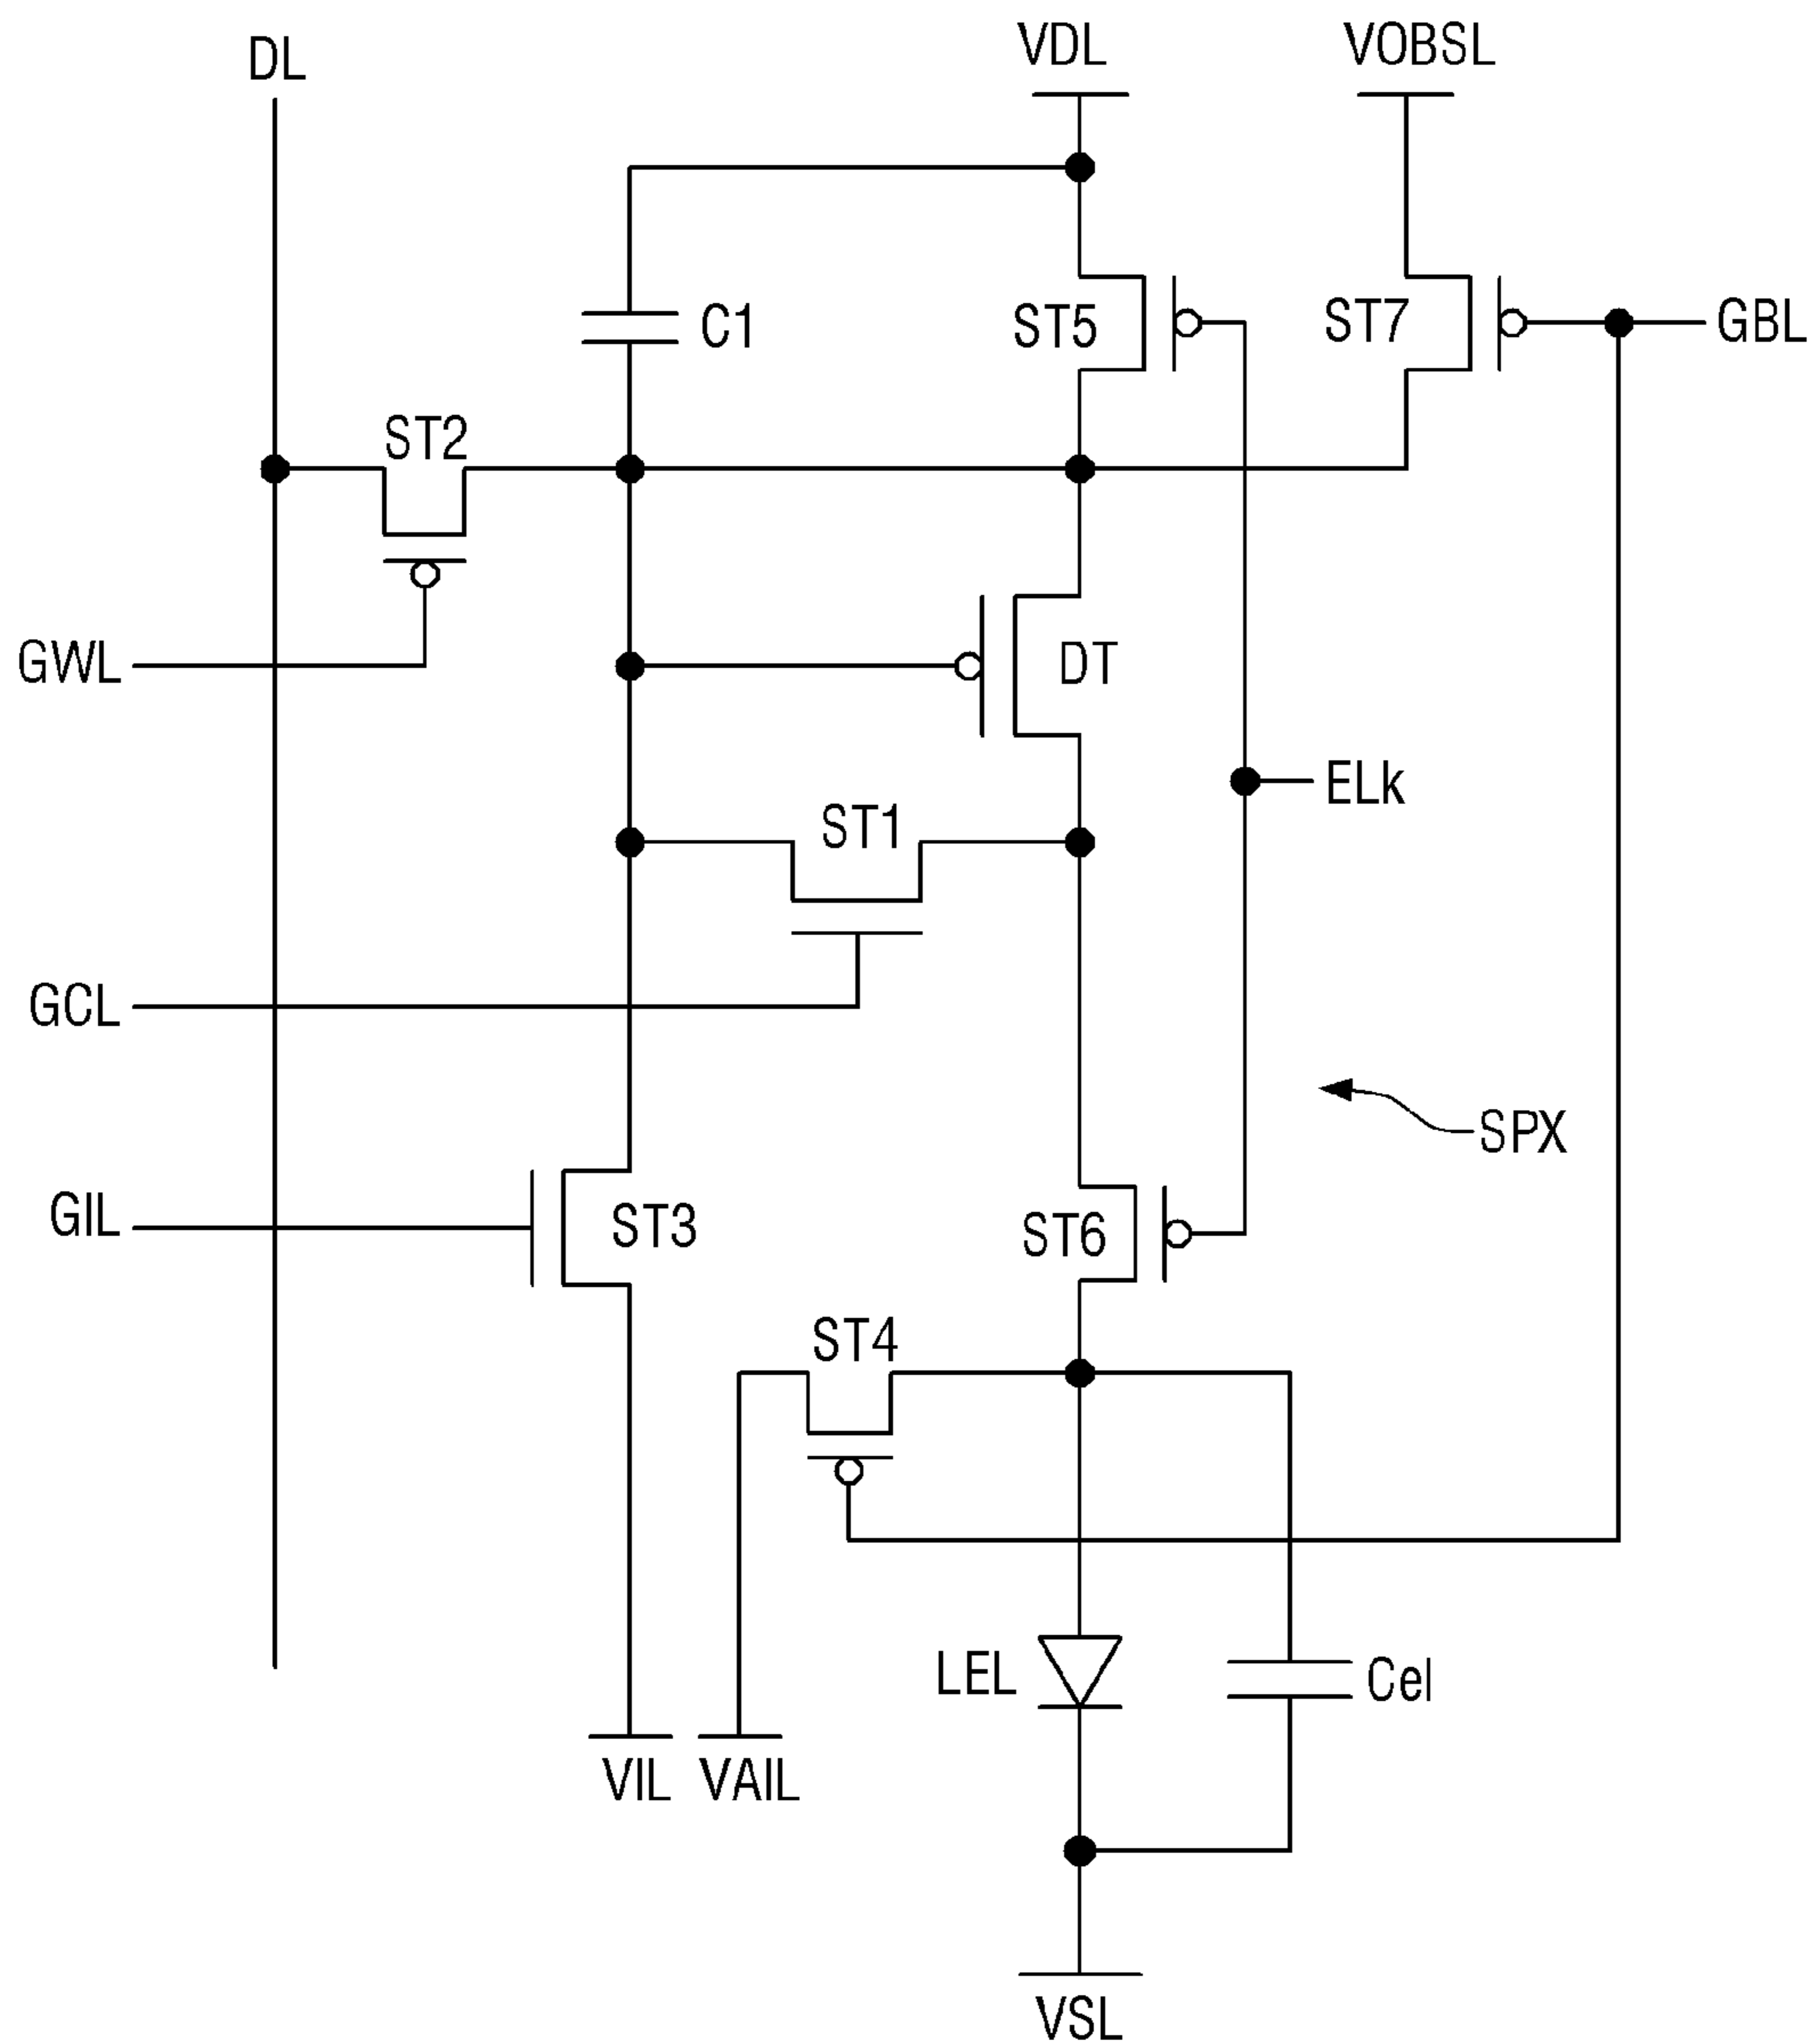 DL
VDL
VOBSL
C1
ST5
ST7
GBL
ST2
GWL
DT
ELk
ST1
GCL
SPX
GIL
ST3
ST6
ST4
LEL
Cel
VIL
VAIL
VSL